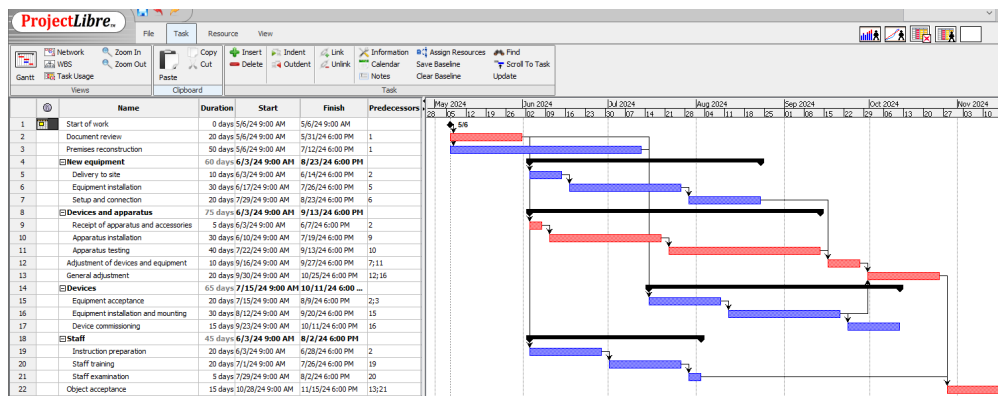 ProjectLibre™
File Task Resource View
Network Zoom In Copy Insert Indent Link Information Assign Resources Find
WBS Zoom Out Cut Delete Outdent Unlink Calendar Save Baseline Scroll To Task
Gantt Task Usage Paste Notes Clear Baseline Update
Views Clipboard Task
Name Duration Start Finish Predecessors
May 2024 Jun 2024 Jul 2024 Aug 2024 Sep 2024 Oct 2024 Nov 2024
28 05 12 19 26 02 09 16 23 30 07 14 21 28 04 11 18 25 01 08 15 22 29 06 13 20 27 03 10
1 Start of work 0 days 5/6/24 9:00 AM 5/6/24 9:00 AM 5/6
2 Document review 20 days 5/6/24 9:00 AM 5/31/24 6:00 PM 1
3 Premises reconstruction 50 days 5/6/24 9:00 AM 7/12/24 6:00 PM 1
4 New equipment 60 days 6/3/24 9:00 AM 8/23/24 6:00 PM
5 Delivery to site 10 days 6/3/24 9:00 AM 6/14/24 6:00 PM 2
6 Equipment installation 30 days 6/17/24 9:00 AM 7/26/24 6:00 PM 5
7 Setup and connection 20 days 7/29/24 9:00 AM 8/23/24 6:00 PM 6
8 Devices and apparatus 75 days 6/3/24 9:00 AM 9/13/24 6:00 PM
9 Receipt of apparatus and accessories 5 days 6/3/24 9:00 AM 6/7/24 6:00 PM 2
10 Apparatus installation 30 days 6/10/24 9:00 AM 7/19/24 6:00 PM 9
11 Apparatus testing 40 days 7/22/24 9:00 AM 9/13/24 6:00 PM 10
12 Adjustment of devices and equipment 10 days 9/16/24 9:00 AM 9/27/24 6:00 PM 7;11
13 General adjustment 20 days 9/30/24 9:00 AM 10/25/24 6:00 PM 12;16
14 Devices 65 days 7/15/24 9:00 AM 10/11/24 6:00 ...
15 Equipment acceptance 20 days 7/15/24 9:00 AM 8/9/24 6:00 PM 2;3
16 Equipment installation and mounting 30 days 8/12/24 9:00 AM 9/20/24 6:00 PM 15
17 Device commissioning 15 days 9/23/24 9:00 AM 10/11/24 6:00 PM 16
18 Staff 45 days 6/3/24 9:00 AM 8/2/24 6:00 PM
19 Instruction preparation 20 days 6/3/24 9:00 AM 6/28/24 6:00 PM 2
20 Staff training 20 days 7/1/24 9:00 AM 7/26/24 6:00 PM 19
21 Staff examination 5 days 7/29/24 9:00 AM 8/2/24 6:00 PM 20
22 Object acceptance 15 days 10/28/24 9:00 AM 11/15/24 6:00 PM 13;21